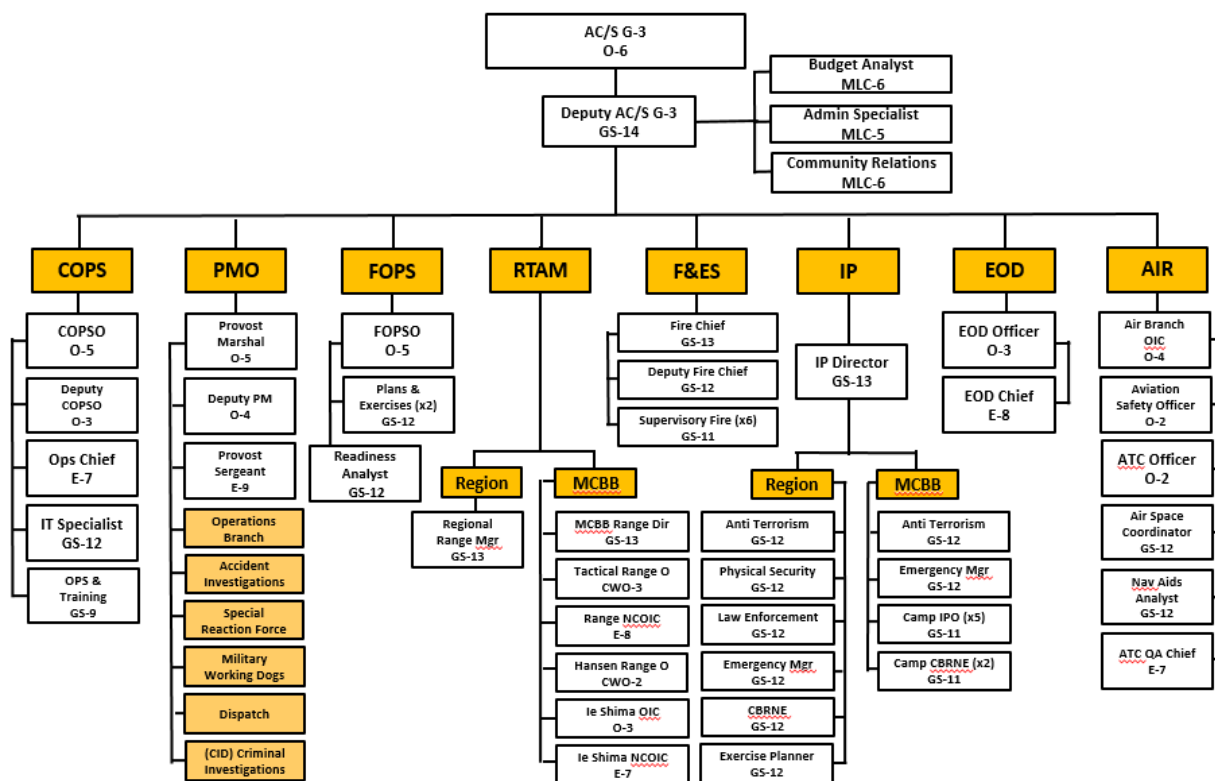 AC/S G-3
O-6
Deputy AC/S G-3
GS-14
Budget Analyst
MLC-6
Admin Specialist
MLC-5
Community Relations
MLC-6
COPS
COPSO
O-5
Deputy
COPSO
O-3
Ops Chief
E-7
IT Specialist
GS-12
OPS &
Training
GS-9
PMO
Provost
Marshal
O-5
Deputy PM
O-4
Provost
Sergeant
E-9
Operations
Branch
Accident
Investigations
Special
Reaction Force
Military
Working Dogs
Dispatch
(CID) Criminal
Investigations
FOPS
FOPSO
O-5
Plans &
Exercises (x2)
GS-12
Readiness
Analyst
GS-12
RTAM
Region
Regional
Range Mgr
GS-13
MCBB
MCBB Range Dir
GS-13
Tactical Range O
CWO-3
Range NCOIC
E-8
Hansen Range O
CWO-2
Ie Shima OIC
O-3
Ie Shima NCOIC
E-7
F&ES
Fire Chief
GS-13
Deputy Fire Chief
GS-12
Supervisory Fire (x6)
GS-11
IP
IP Director
GS-13
Region
Anti Terrorism
GS-12
Physical Security
GS-12
Law Enforcement
GS-12
Emergency Mgr
GS-12
CBRNE
GS-12
Exercise Planner
GS-12
MCBB
Anti Terrorism
GS-12
Emergency Mgr
GS-12
Camp IPO (x5)
GS-11
Camp CBRNE (x2)
GS-11
EOD
EOD Officer
O-3
EOD Chief
E-8
AIR
Air Branch
OIC
O-4
Aviation
Safety Officer
O-2
ATC Officer
O-2
Air Space
Coordinator
GS-12
Nav Aids
Analyst
GS-12
ATC QA Chief
E-7